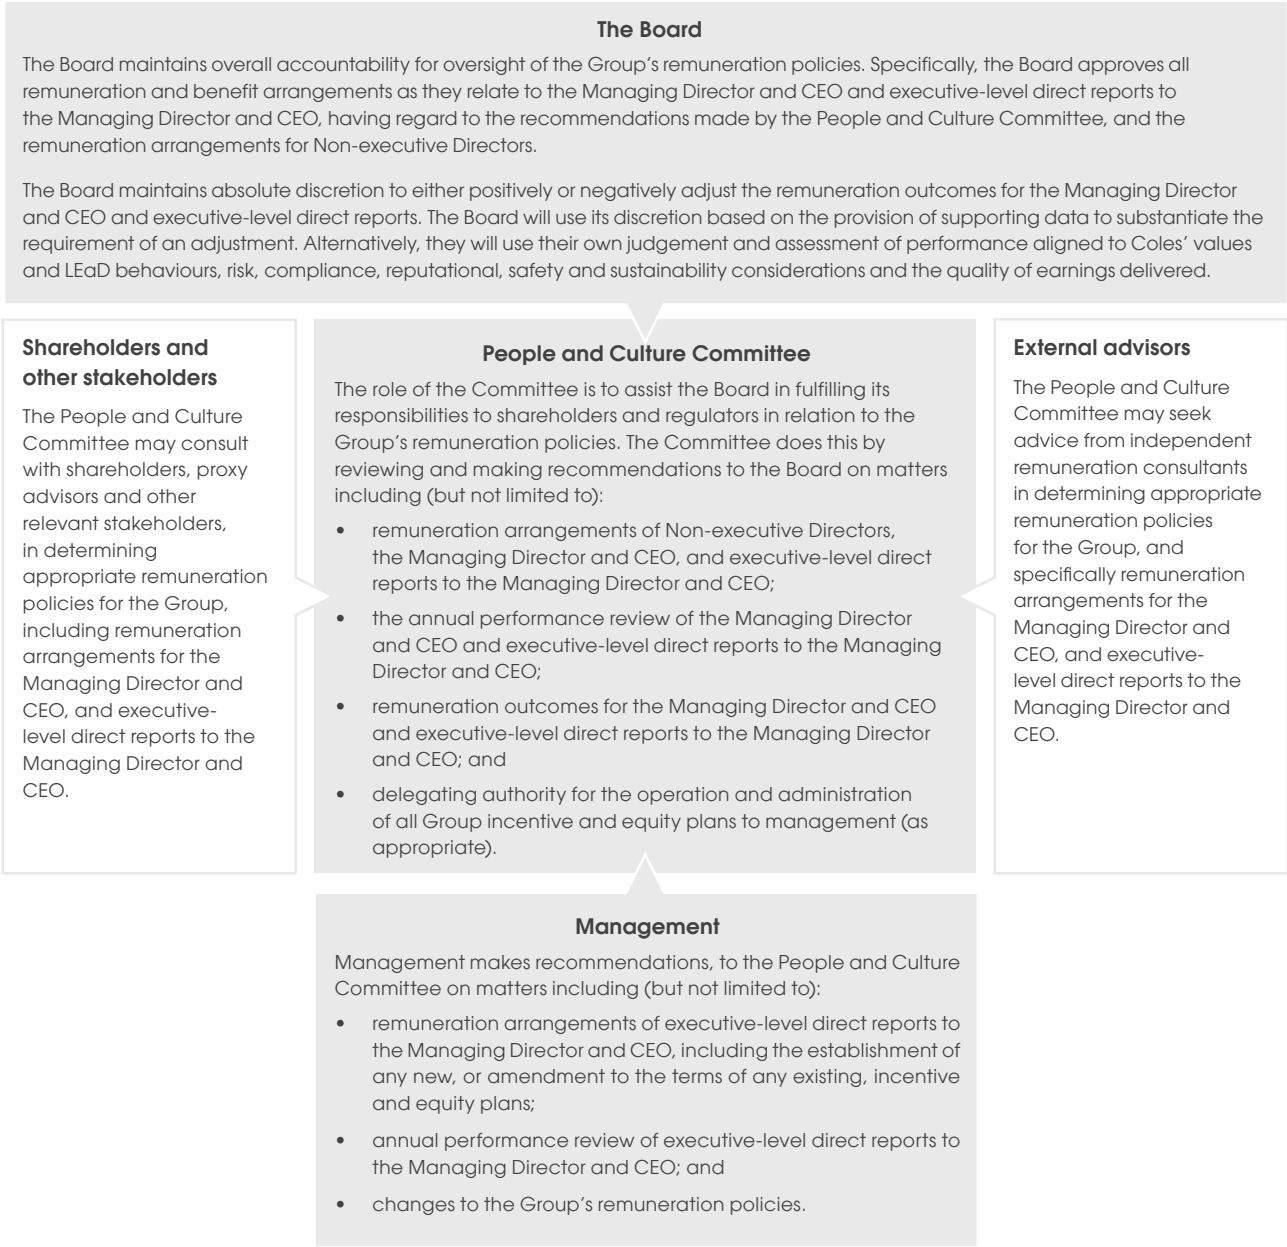 The Board
The Board maintains overall accountability for oversight of the Group's remuneration policies. Specifically, the Board approves all
remuneration and benefit arrangements as they relate to the Managing Director and CEO and executive-level direct reports to
the Managing Director and CEO, having regard to the recommendations made by the People and Culture Committee, and the
remuneration arrangements for Non-executive Directors.
The Board maintains absolute discretion to either positively or negatively adjust the remuneration outcomes for the Managing Director
and CEO and executive-level direct reports. The Board will use its discretion based on the provision of supporting data to substantiate the
requirement of an adjustment. Alternatively, they will use their own judgement and assessment of performance aligned to Coles' values
and LEaD behaviours, risk, compliance, reputational, safety and sustainability considerations and the quality of earnings delivered.
Shareholders and
other stakeholders
The People and Culture
Committee may consult
with shareholders, proxy
advisors and other
relevant stakeholders,
in determining
appropriate remuneration
policies for the Group,
including remuneration
arrangements for the
Managing Director and
CEO, and executive-
level direct reports to the
Managing Director and
CEO.
People and Culture Committee
The role of the Committee is to assist the Board in fulfilling its
responsibilities to shareholders and regulators in relation to the
Group's remuneration policies. The Committee does this by
reviewing and making recommendations to the Board on matters
including (but not limited to):
• remuneration arrangements of Non-executive Directors,
the Managing Director and CEO, and executive-level direct
reports to the Managing Director and CEO;
• the annual performance review of the Managing Director
and CEO and executive-level direct reports to the Managing
Director and CEO;
• remuneration outcomes for the Managing Director and CEO
and executive-level direct reports to the Managing Director
and CEO; and
• delegating authority for the operation and administration
of all Group incentive and equity plans to management (as
appropriate).
External advisors
The People and Culture
Committee may seek
advice from independent
remuneration consultants
in determining appropriate
remuneration policies
for the Group, and
specifically remuneration
arrangements for the
Managing Director and
CEO, and executive-
level direct reports to the
Managing Director and
CEO.
Management
Management makes recommendations, to the People and Culture
Committee on matters including (but not limited to):
• remuneration arrangements of executive-level direct reports to
the Managing Director and CEO, including the establishment of
any new, or amendment to the terms of any existing, incentive
and equity plans;
• annual performance review of executive-level direct reports to
the Managing Director and CEO; and
• changes to the Group's remuneration policies.